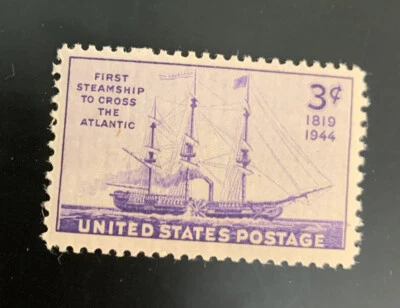 FIRST
STEAMSHIP
TO CROSS
THE
ATLANTIC
3¢
1819
1944
UNITED STATES POSTAGE